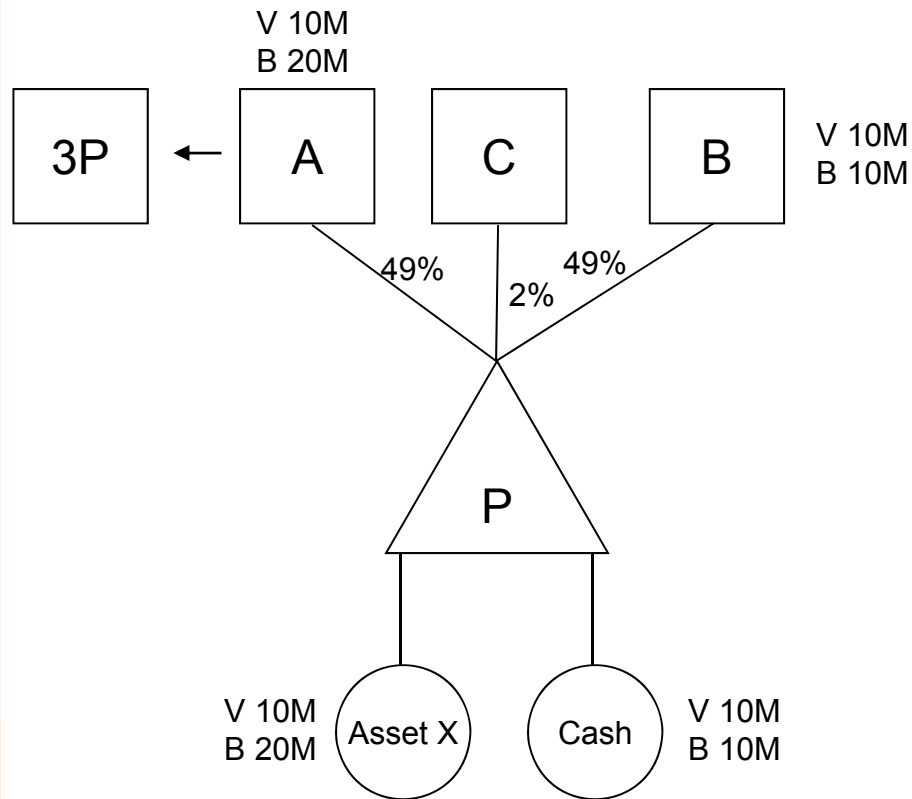 V 10M
B 20M
3P
A
C
B
V 10M
B 10M
49%
2%
49%
P
V 10M
B 20M
Asset X
Cash
V 10M
B 10M